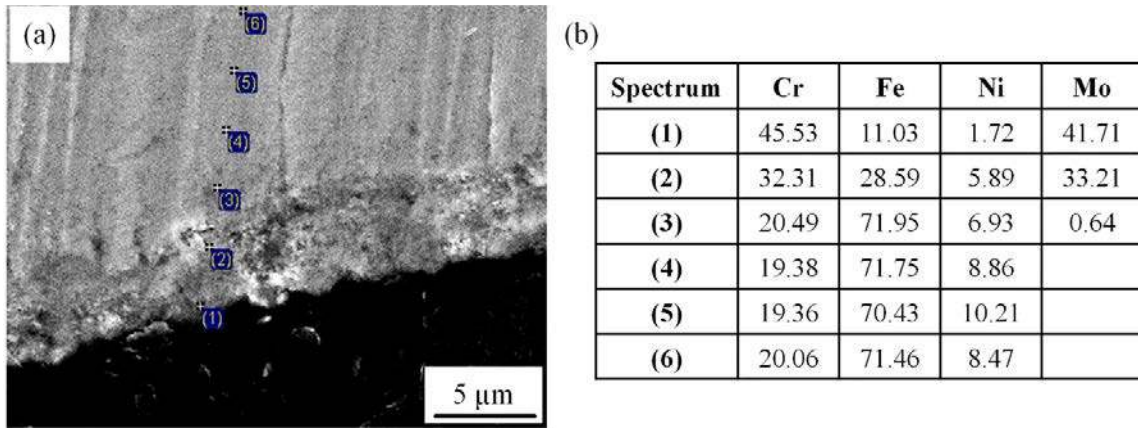 (a)
(6)
(5)
(4)
(3)
(2)
(1)
5 μm
(b)
Spectrum Cr Fe Ni Mo
(1) 45.53 11.03 1.72 41.71
(2) 32.31 28.59 5.89 33.21
(3) 20.49 71.95 6.93 0.64
(4) 19.38 71.75 8.86
(5) 19.36 70.43 10.21
(6) 20.06 71.46 8.47